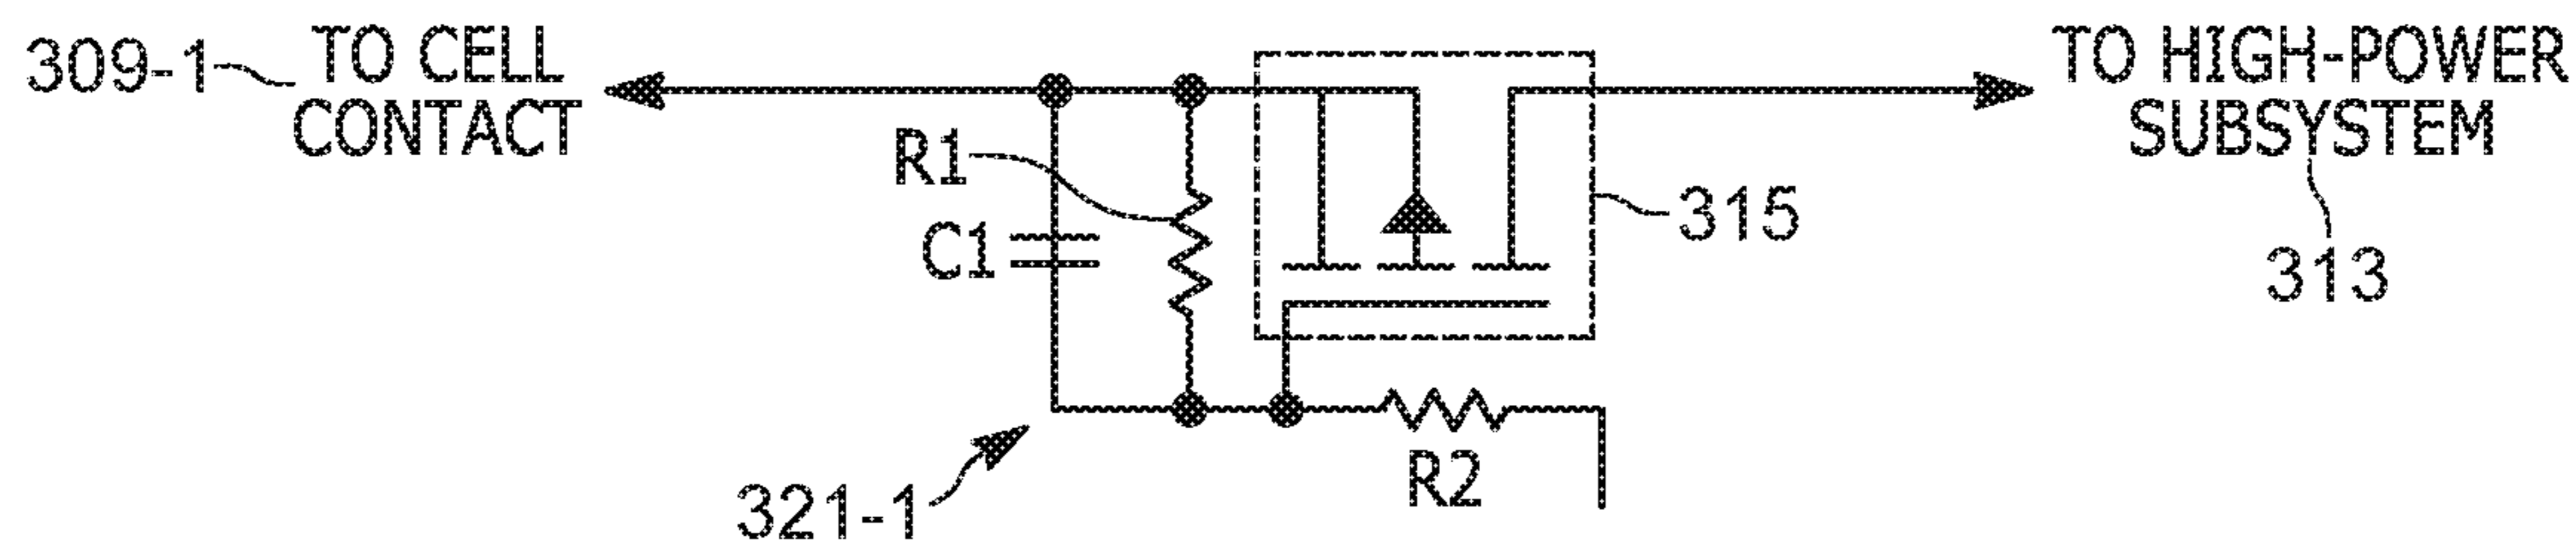 309-1
TO CELL
CONTACT
TO HIGH-POWER
SUBSYSTEM
R1
C1
315
313
R2
321-1